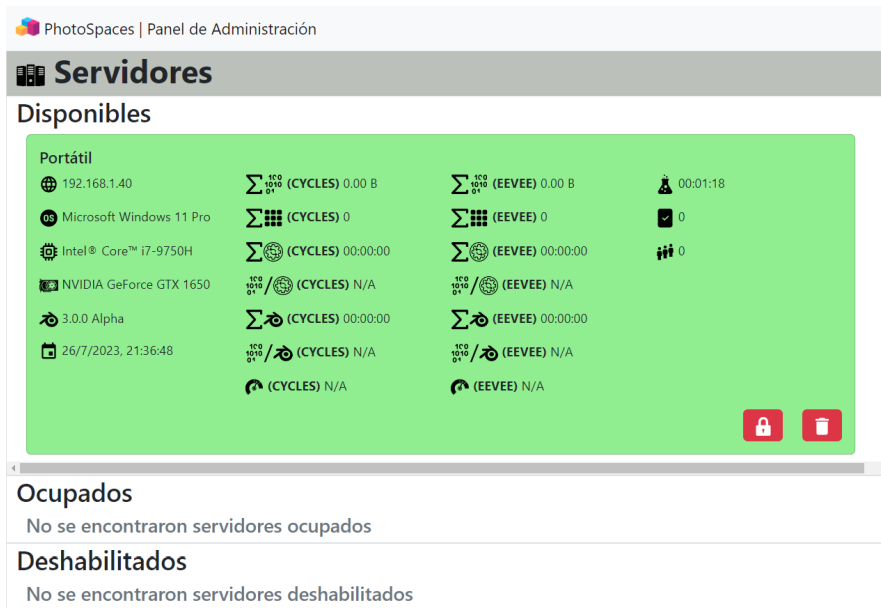 PhotoSpaces | Panel de Administración
Servidores
Disponibles
Portátil
192.168.1.40
Microsoft Windows 11 Pro
Intel® Core™ i7-9750H
NVIDIA GeForce GTX 1650
3.0.0 Alpha
26/7/2023, 21:36:48
(CYCLES) 0.00 B
(CYCLES) 0
(CYCLES) 00:00:00
(CYCLES) N/A
(CYCLES) 00:00:00
(CYCLES) N/A
(CYCLES) N/A
(EEVEE) 0.00 B
(EEVEE) 0
(EEVEE) 00:00:00
(EEVEE) N/A
(EEVEE) 00:00:00
(EEVEE) N/A
(EEVEE) N/A
00:01:18
0
0
Ocupados
No se encontraron servidores ocupados
Deshabilitados
No se encontraron servidores deshabilitados